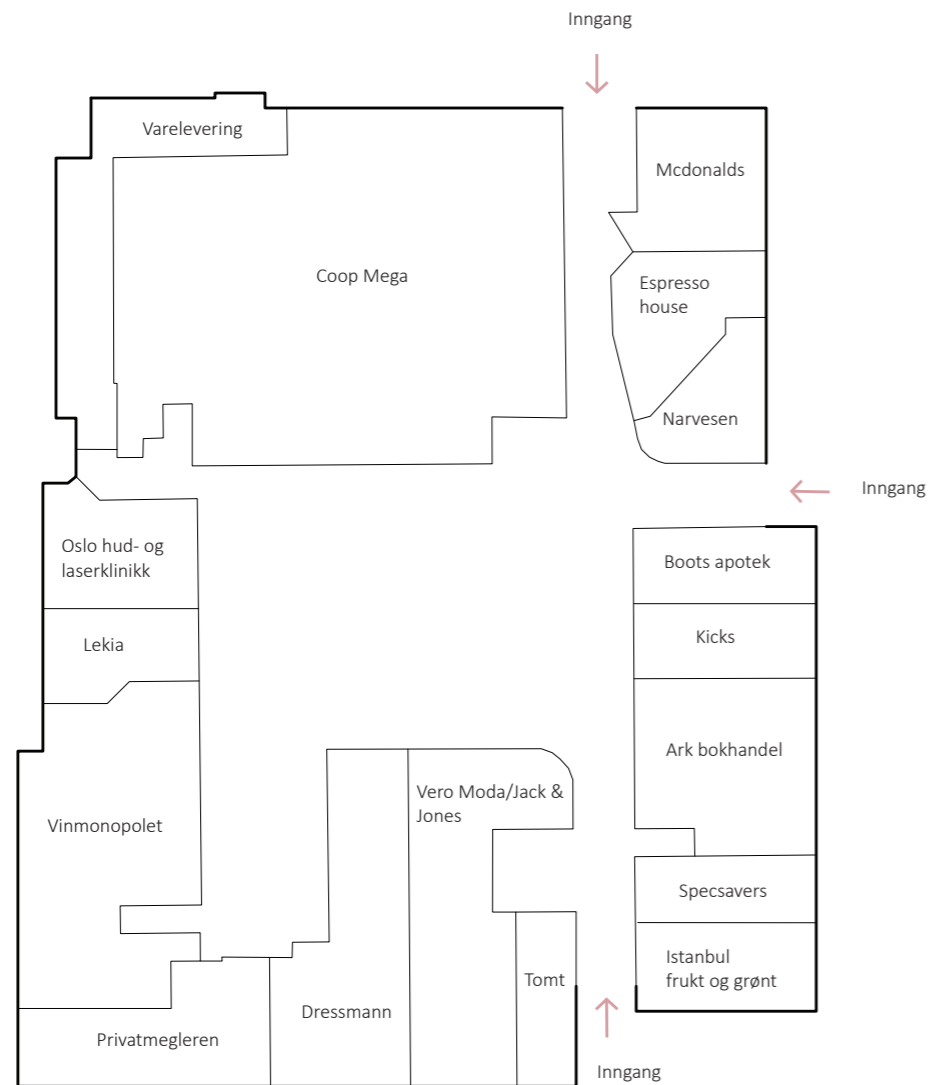 Inngang
Varelevering
Mcdonalds
Coop Mega
Espresso
house
Narvesen
Inngang
Oslo hud- og
laserklinikk
Boots apotek
Lekia
Kicks
Ark bokhandel
Vero Moda/Jack &
Jones
Vinmonopolet
Specsavers
Istanbul
frukt og grønt
Tomt
Dressmann
Privatmegleren
Inngang